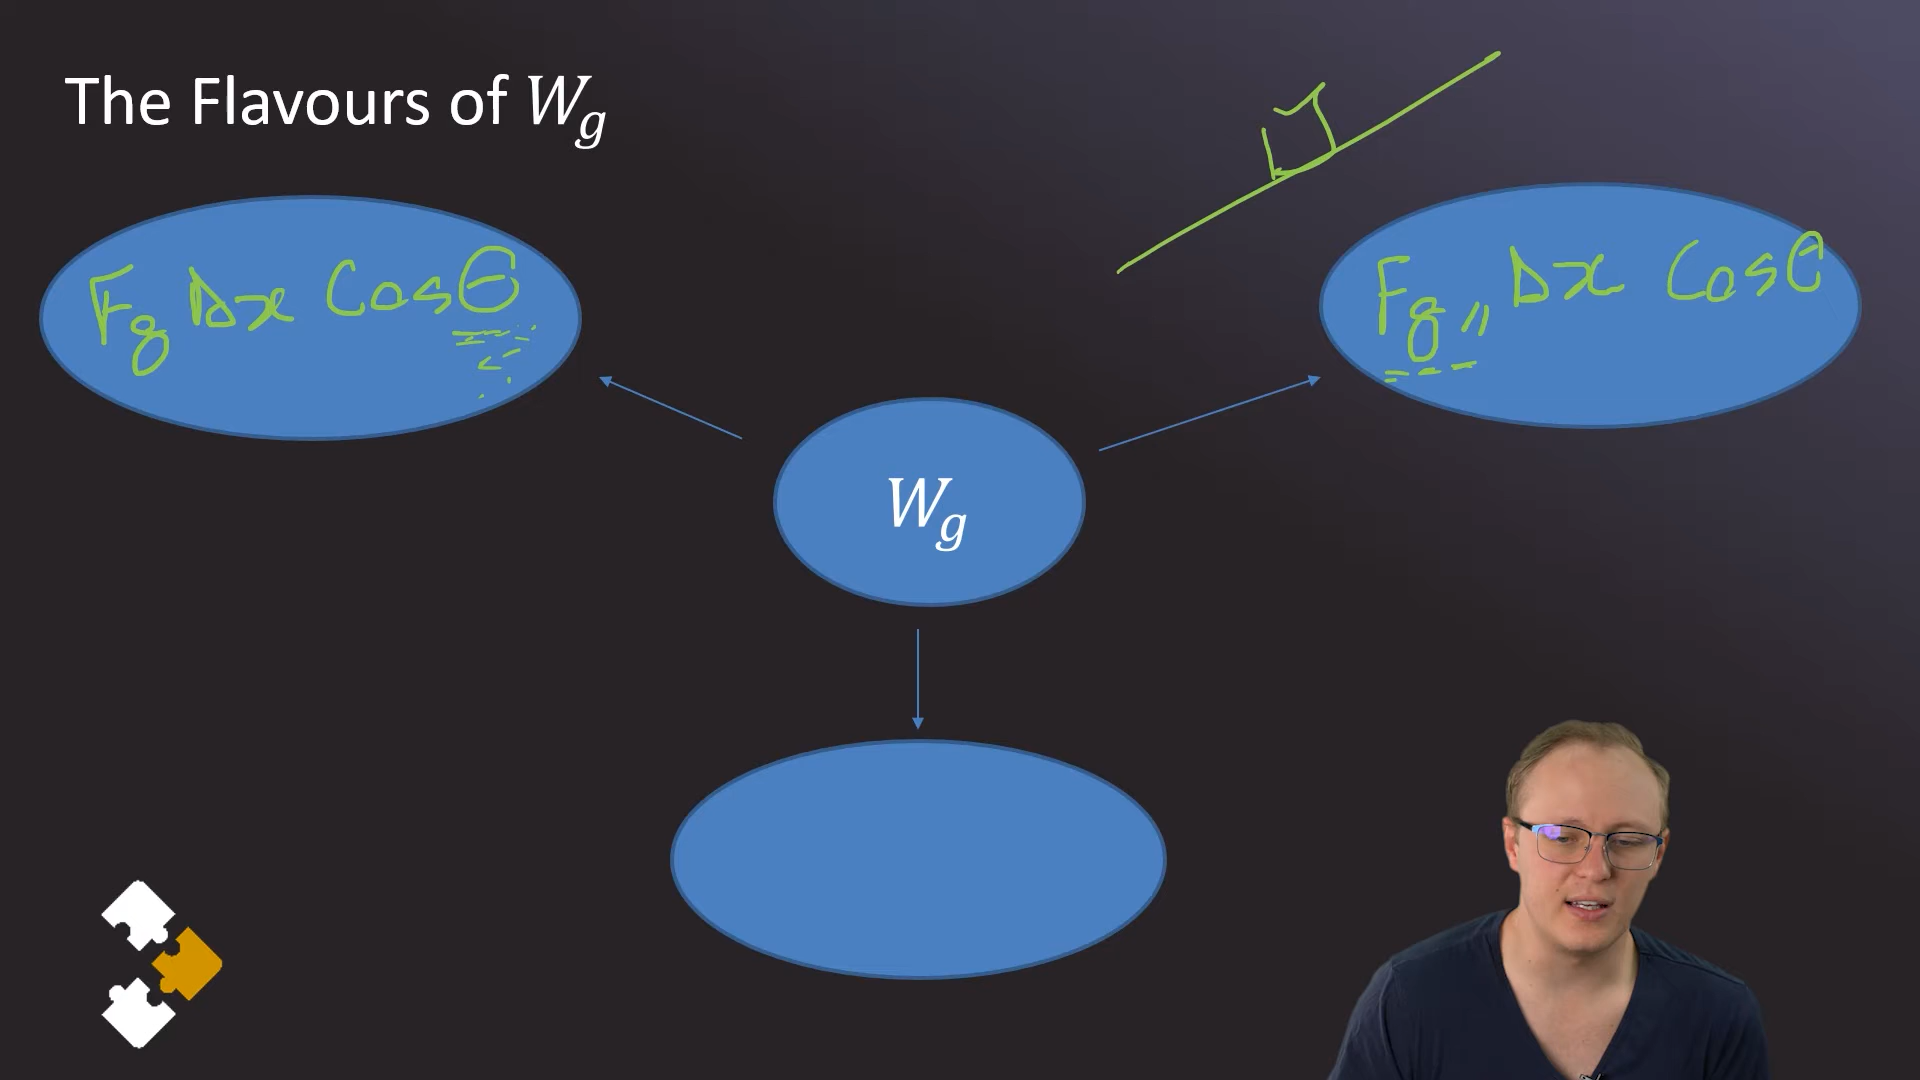 The Flavours of W_g
F_g Δx Cosθ
F_g// Δx Cosθ
W_g